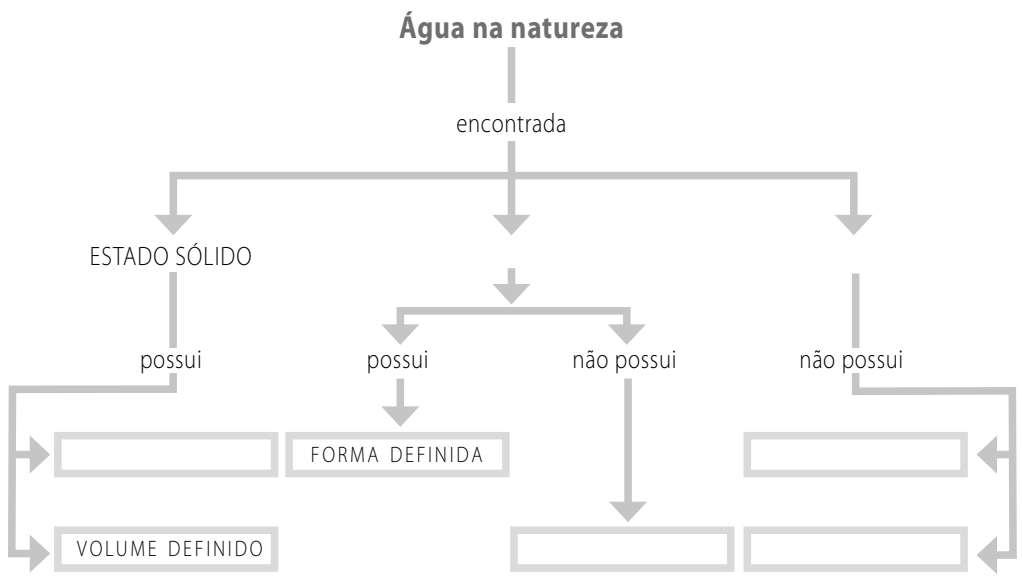 Água na natureza
encontrada
ESTADO SÓLIDO
possui
possui
não possui
não possui
FORMA DEFINIDA
VOLUME DEFINIDO